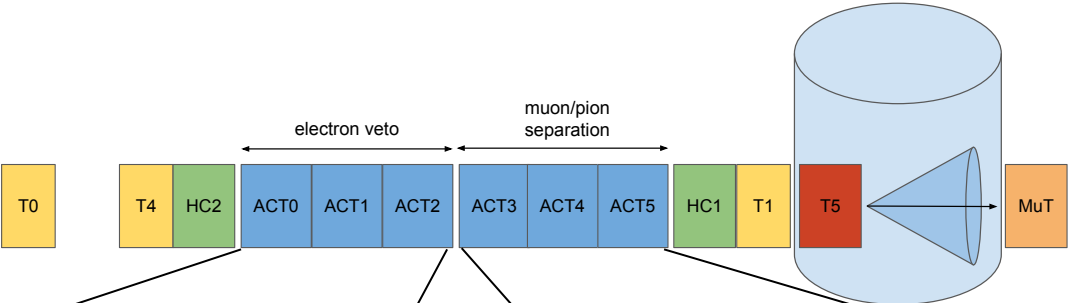 electron veto
muon/pion
separation
T0 T4 HC2 ACT0 ACT1 ACT2 ACT3 ACT4 ACT5 HC1 T1 T5 MuT